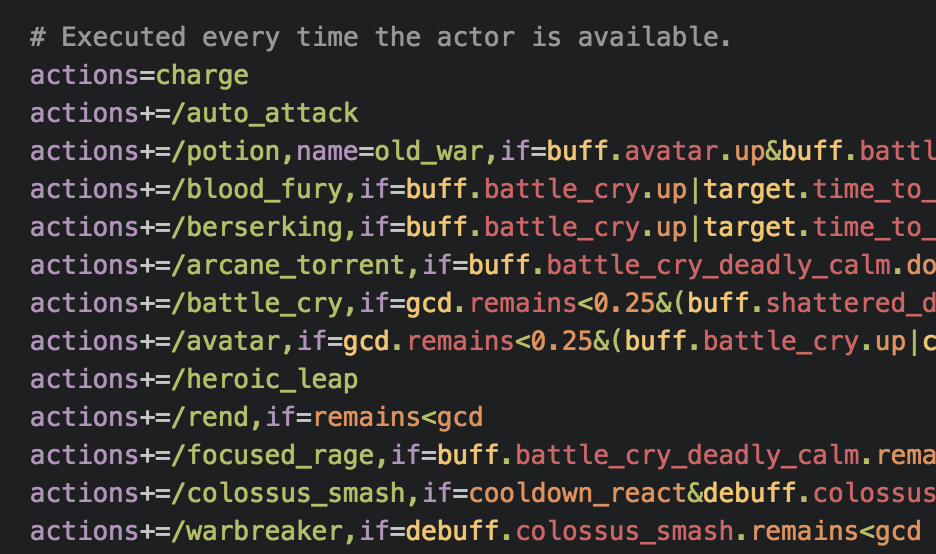 # Executed every time the actor is available.
actions=charge
actions+=/auto_attack
actions+=/potion,name=old_war,if=buff.avatar.up&buff.battl
actions+=/blood_fury,if=buff.battle_cry.up|target.time_to_
actions+=/berserking,if=buff.battle_cry.up|target.time_to_
actions+=/arcane_torrent,if=buff.battle_cry_deadly_calm.do
actions+=/battle_cry,if=gcd.remains<0.25&(buff.shattered_d
actions+=/avatar,if=gcd.remains<0.25&(buff.battle_cry.up|c
actions+=/heroic_leap
actions+=/rend,if=remains<gcd
actions+=/focused_rage,if=buff.battle_cry_deadly_calm.rema
actions+=/colossus_smash,if=cooldown_react&debuff.colossus
actions+=/warbreaker,if=debuff.colossus_smash.remains<gcd